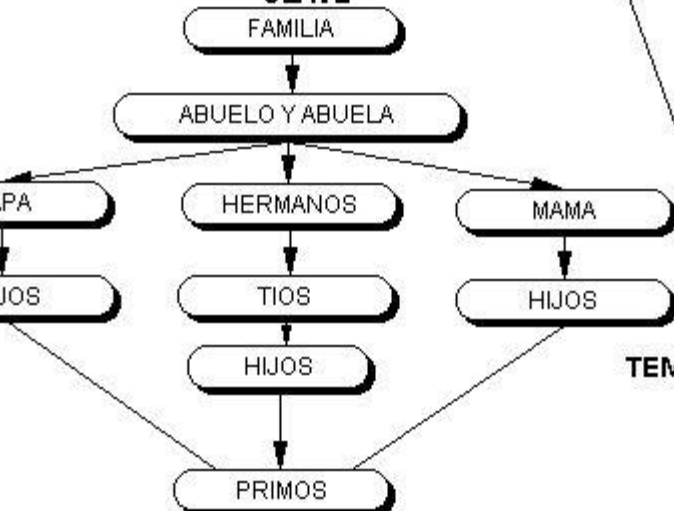 FAMILIA
ABUELO Y ABUELA
HERMANOS
MAMA
TIOS
HIJOS
HIJOS
PRIMOS